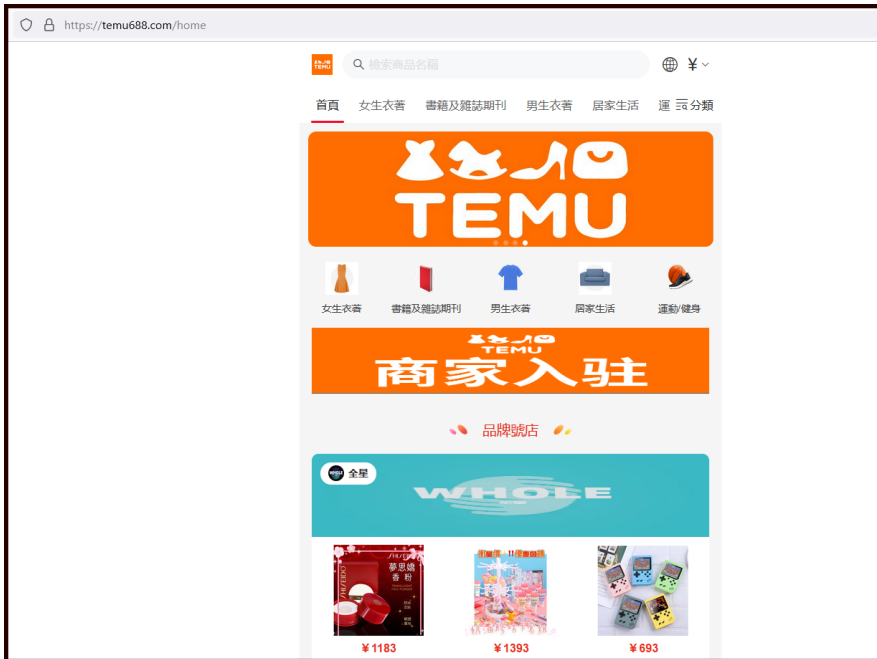 https://temu688.com/home
TEMU
檢索商品名稱
¥
首頁 女生衣著 書籍及雜誌期刊 男生衣著 居家生活 運 分類
TEMU
女生衣著 書籍及雜誌期刊 男生衣著 居家生活 運動/健身
TEMU
商家入驻
品牌號店
WHOLE 全星
WHOLE
SHISEIDO
夢思嬌
香粉
¥1183 ¥1393 ¥693